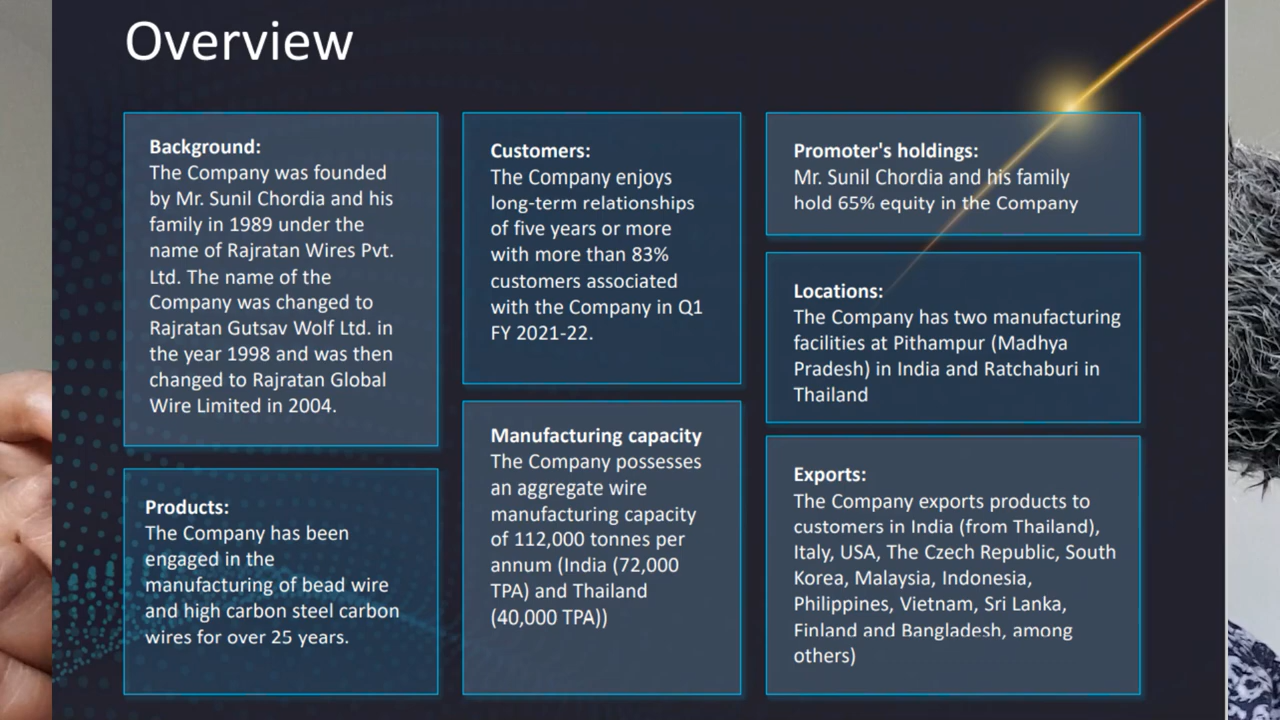 Overview
Background:
The Company was founded
by Mr. Sunil Chordia and his
family in 1989 under the
name of Rajratan Wires Pvt.
Ltd. The name of the
Company was changed to
Rajratan Gutsav Wolf Ltd. in
the year 1998 and was then
changed to Rajratan Global
Wire Limited in 2004.
Products:
The Company has been
engaged in the
manufacturing of bead wire
and high carbon steel carbon
wires for over 25 years.
Customers:
The Company enjoys
long-term relationships
of five years or more
with more than 83%
customers associated
with the Company in Q1
FY 2021-22.
Manufacturing capacity
The Company possesses
an aggregate wire
manufacturing capacity
of 112,000 tonnes per
annum (India (72,000
TPA) and Thailand
(40,000 TPA))
Promoter's holdings:
Mr. Sunil Chordia and his family
hold 65% equity in the Company
Locations:
The Company has two manufacturing
facilities at Pithampur (Madhya
Pradesh) in India and Ratchaburi in
Thailand
Exports:
The Company exports products to
customers in India (from Thailand),
Italy, USA, The Czech Republic, South
Korea, Malaysia, Indonesia,
Philippines, Vietnam, Sri Lanka,
Finland and Bangladesh, among
others)